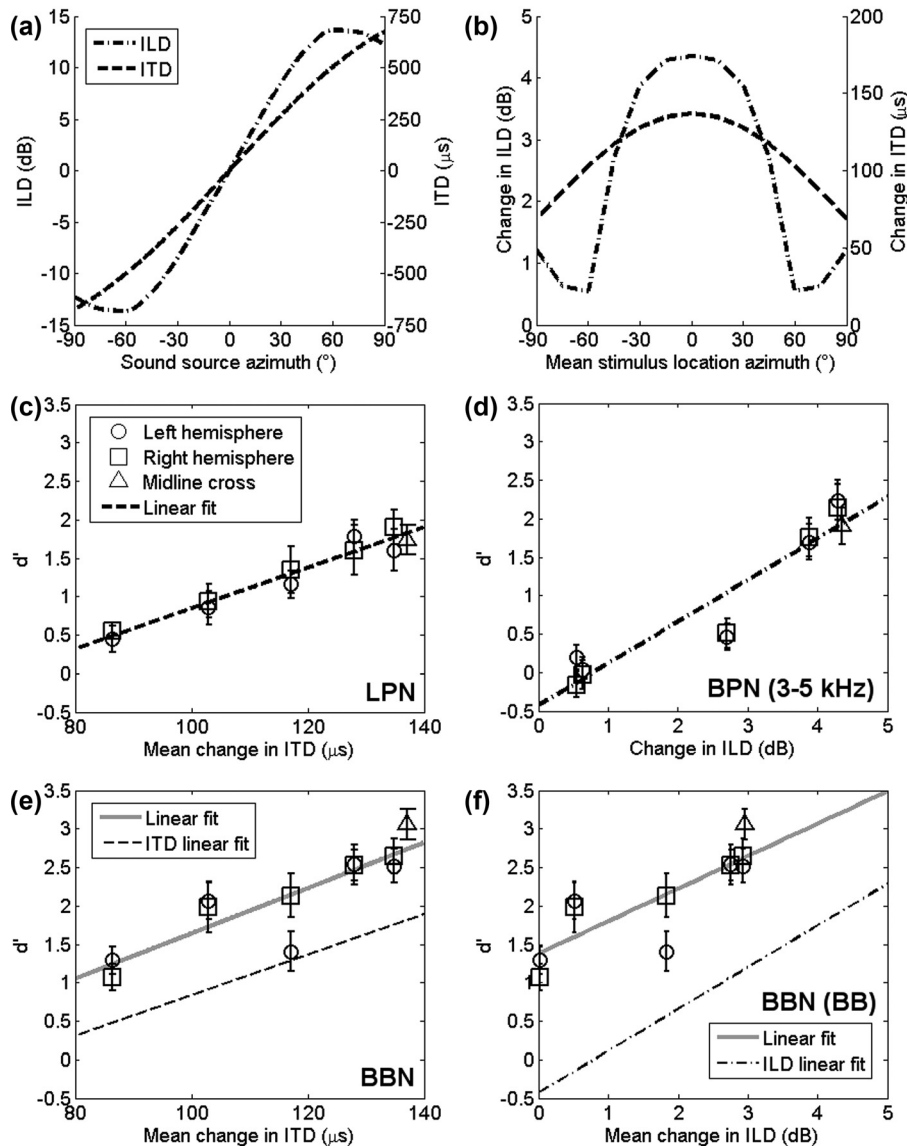 (a)
15
10
5
0
-5
-10
-15
ILD (dB)
ILD
ITD
750
500
250
0
-250
-500
-750
ITD (μs)
-90 -60 -30 0 30 60 90
Sound source azimuth (°)
(b)
5
4
3
2
1
0
Change in ILD (dB)
200
150
100
50
0
Change in ITD (μs)
-90 -60 -30 0 30 60 90
Mean stimulus location azimuth (°)
(c)
3.5
3
2.5
2
1.5
1
0.5
0
-0.5
d'
Left hemisphere
Right hemisphere
Midline cross
Linear fit
LPN
80 100 120 140
Mean change in ITD (μs)
(d)
3.5
3
2.5
2
1.5
1
0.5
0
-0.5
d'
BPN (3-5 kHz)
0 1 2 3 4 5
Change in ILD (dB)
(e)
3.5
3
2.5
2
1.5
1
0.5
0
-0.5
d'
Linear fit
ITD linear fit
BBN
80 100 120 140
Mean change in ITD (μs)
(f)
3.5
3
2.5
2
1.5
1
0.5
0
-0.5
d'
BBN (BB)
Linear fit
ILD linear fit
0 1 2 3 4 5
Mean change in ILD (dB)